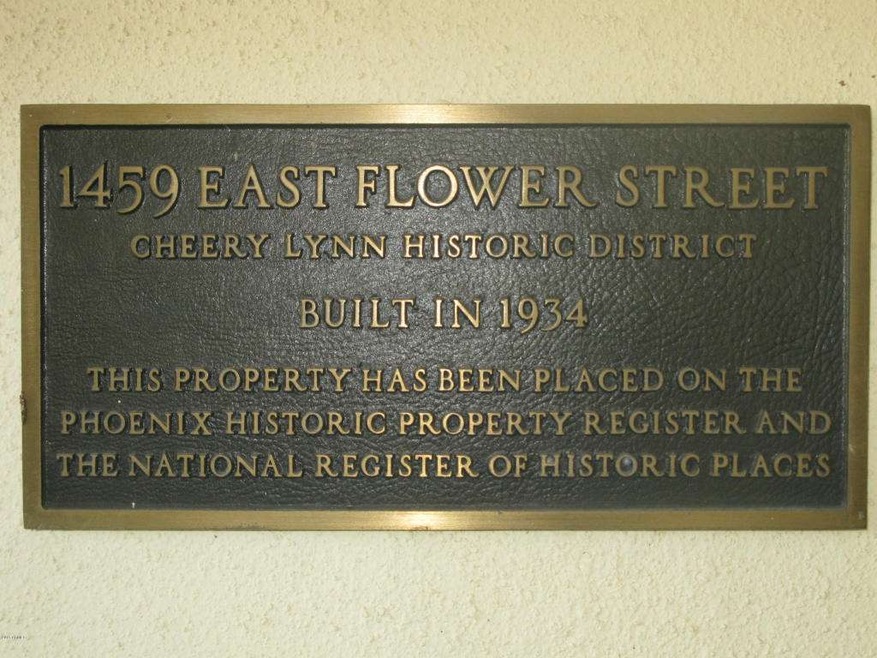 1459 EAST FLOWER STREET
CHEERY LYNN HISTORIC DISTRICT
BUILT IN 1934
THIS PROPERTY HAS BEEN PLACED ON THE
PHOENIX HISTORIC PROPERTY REGISTER AND
THE NATIONAL REGISTER OF HISTORIC PLACES